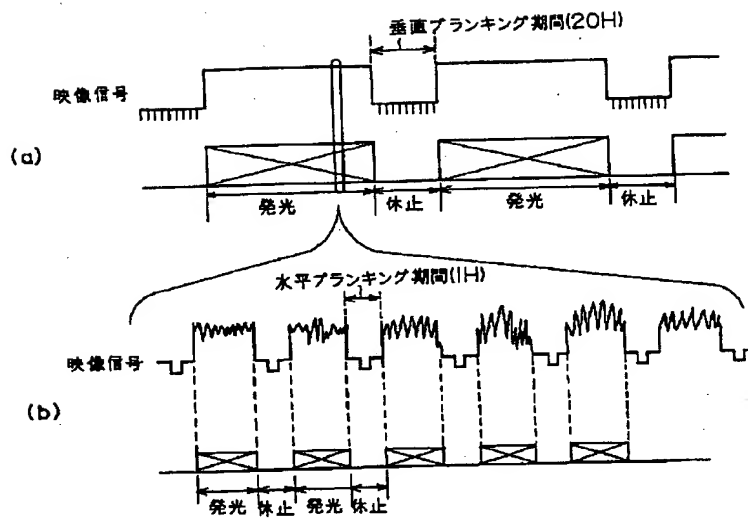 垂直ブランキング期間(20H)
映像信号
(a)
発光 休止 発光 休止
水平ブランキング期間(1H)
映像信号
(b)
発光 休止 発光 休止